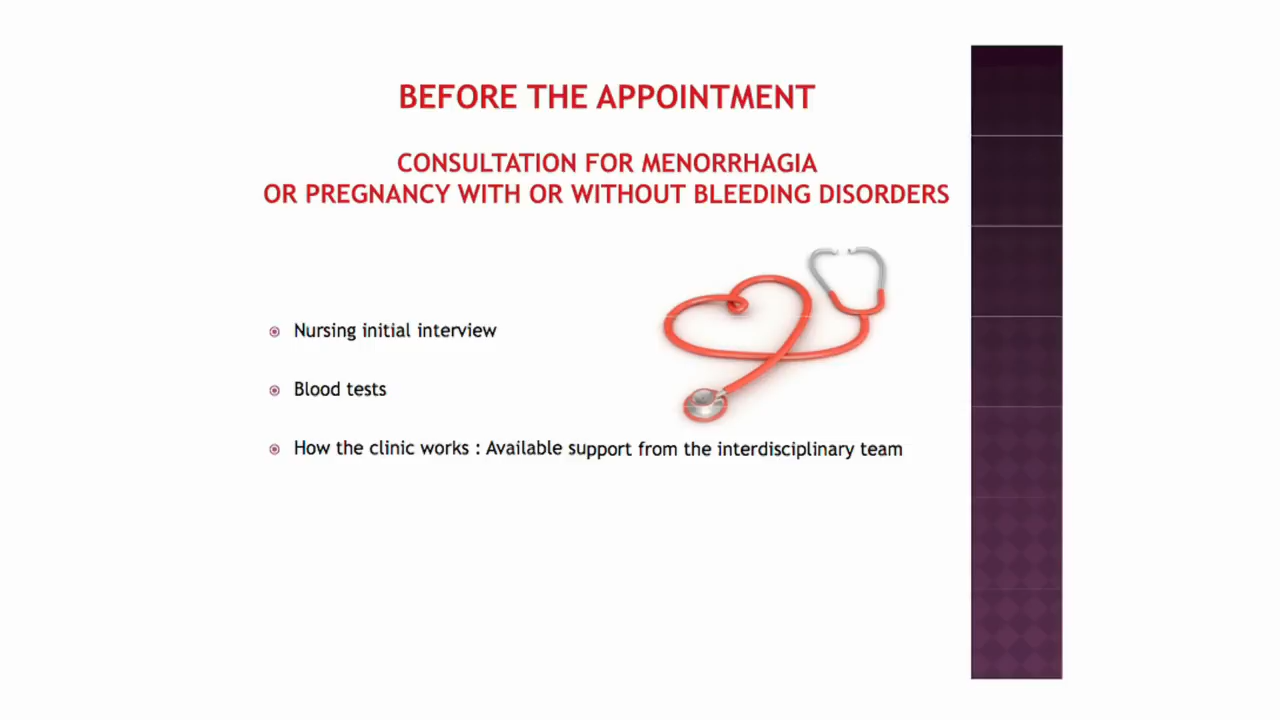 BEFORE THE APPOINTMENT
CONSULTATION FOR MENORRHAGIA
OR PREGNANCY WITH OR WITHOUT BLEEDING DISORDERS
Nursing initial interview
Blood tests
How the clinic works : Available support from the interdisciplinary team